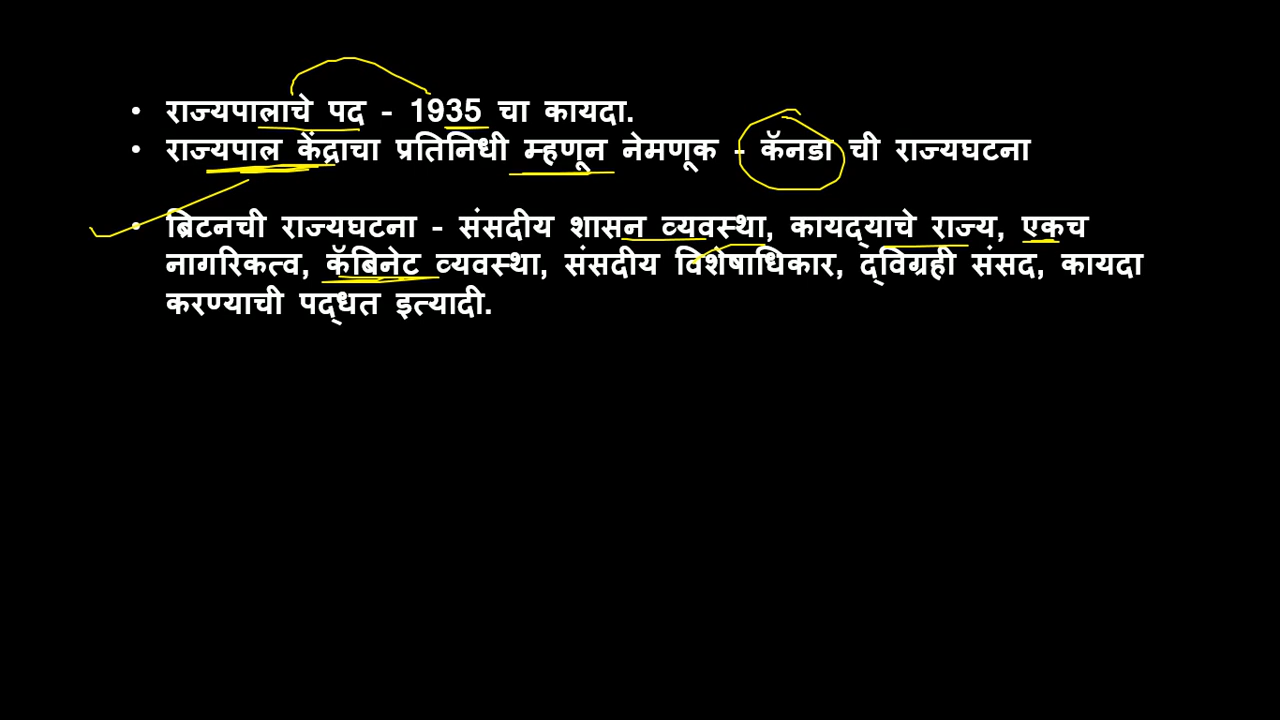 • राज्यपालाचे पद - 1935 चा कायदा.
• राज्यपाल केंद्राचा प्रतिनिधी म्हणून नेमणूक - कॅनडा ची राज्यघटना
• ब्रिटनची राज्यघटना - संसदीय शासन व्यवस्था, कायद्याचे राज्य, एकच
नागरिकत्व, कॅबिनेट व्यवस्था, संसदीय विशेषाधिकार, द्विग्रही संसद, कायदा
करण्याची पद्धत इत्यादी.